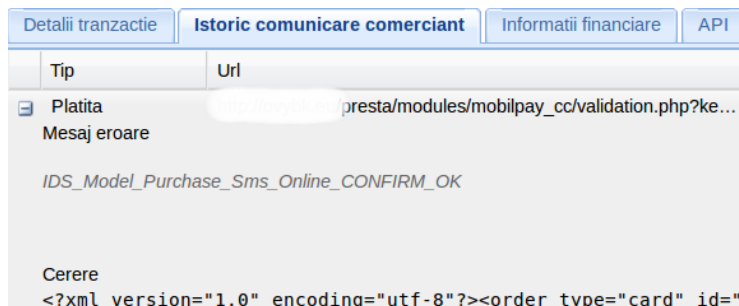 Detalii tranzactie Istoric comunicare comerciant Informatii financiare API
Tip Url
Platita /presta/modules/mobilpay_cc/validation.php?ke...
Mesaj eroare
IDS_Model_Purchase_Sms_Online_CONFIRM_OK
Cerere
<?xml version="1.0" encoding="utf-8"?><order type="card" id="